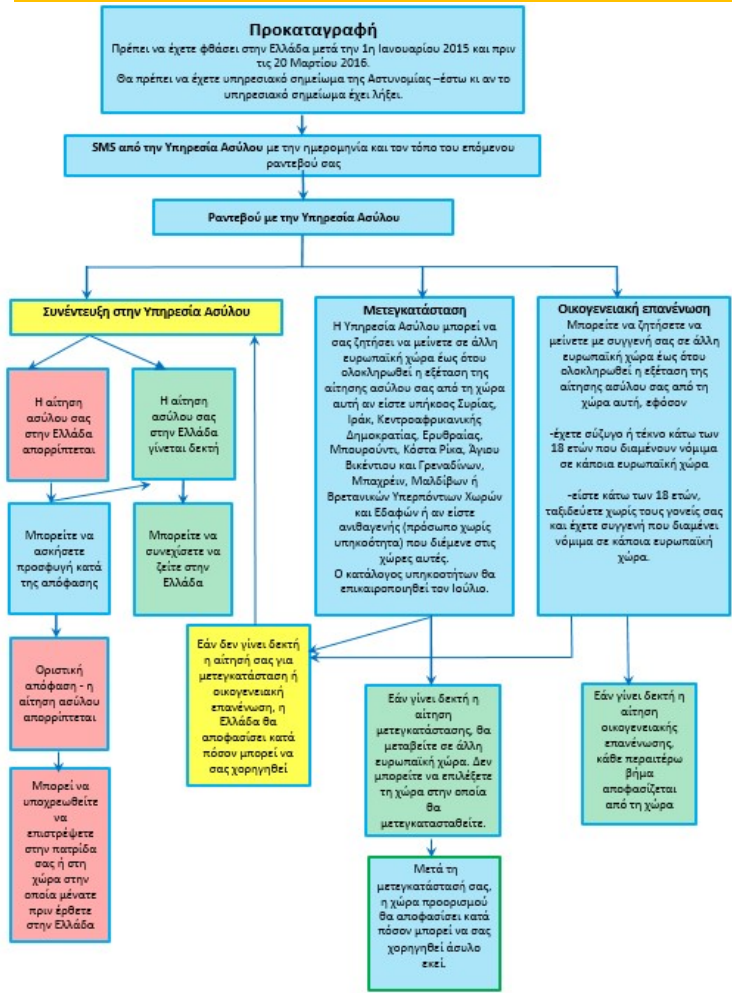 Προκαταγραφή
Πρέπει να έχετε φθάσει στην Ελλάδα μετά την 1η Ιανουαρίου 2015 και πριν
τις 20 Μαρτίου 2016.
Θα πρέπει να έχετε υπηρεσιακό σημείωμα της Αστυνομίας –έστω κι αν το
υπηρεσιακό σημείωμα έχει λήξει.
SMS από την Υπηρεσία Ασύλου με την ημερομηνία και τον τόπο του επόμενου
ραντεβού σας
Ραντεβού με την Υπηρεσία Ασύλου
Συνέντευξη στην Υπηρεσία Ασύλου
Η αίτηση
ασύλου σας
στην Ελλάδα
απορρίπτεται
Η αίτηση
ασύλου σας
στην Ελλάδα
γίνεται δεκτή
Μπορείτε να
ασκήσετε
προσφυγή κατά
της απόφασης
Μπορείτε να
συνεχίσετε να
ζείτε στην
Ελλάδα
Οριστική
απόφαση - η
αίτηση ασύλου
απορρίπτεται
Μπορεί να
υποχρεωθείτε
να
επιστρέψετε
στην πατρίδα
σας ή στη
χώρα στην
οποία μένατε
πριν έρθετε
στην Ελλάδα
Μετεγκατάσταση
Η Υπηρεσία Ασύλου μπορεί να
σας ζητήσει να μείνετε σε άλλη
ευρωπαϊκή χώρα έως ότου
ολοκληρωθεί η εξέταση της
αίτησης ασύλου σας από τη χώρα
αυτή αν είστε υπήκοος Συρίας,
Ιράκ, Κεντροαφρικανικής
Δημοκρατίας, Ερυθραίας,
Μπουρούντι, Κόστα Ρίκα, Άγιου
Βικέντιου και Γρεναδίνων,
Μπαχρέιν, Μαλδίβων ή
Βρετανικών Υπερπόντιων Χωρών
και Εδαφών ή αν είστε
ανιθαγενής (πρόσωπο χωρίς
υπηκοότητα) που διέμενε στις
χώρες αυτές.
Ο κατάλογος υπηκοοτήτων θα
επικαιροποιηθεί τον Ιούλιο.
Οικογενειακή επανένωση
Μπορείτε να ζητήσετε να
μείνετε με συγγενή σας σε άλλη
ευρωπαϊκή χώρα έως ότου
ολοκληρωθεί η εξέταση της
αίτησης ασύλου σας από τη
χώρα αυτή, εφόσον
-έχετε σύζυγο ή τέκνο κάτω των
18 ετών που διαμένουν νόμιμα
σε κάποια ευρωπαϊκή χώρα
-είστε κάτω των 18 ετών,
ταξιδεύετε χωρίς τους γονείς σας
και έχετε συγγενή που διαμένει
νόμιμα σε κάποια ευρωπαϊκή
χώρα.
Εάν δεν γίνει δεκτή
η αίτησή σας για
μετεγκατάσταση ή
οικογενειακή
επανένωση, η
Ελλάδα θα
αποφασίσει κατά
πόσον μπορεί να
σας χορηγηθεί
Εάν γίνει δεκτή η
αίτηση
μετεγκατάστασης, θα
μεταβείτε σε άλλη
ευρωπαϊκή χώρα. Δεν
μπορείτε να επιλέξετε
τη χώρα στην οποία
θα
μετεγκατασταθείτε.
Εάν γίνει δεκτή η
αίτηση
οικογενειακής
επανένωσης,
κάθε περαιτέρω
βήμα
αποφασίζεται
από τη χώρα
Μετά τη
μετεγκατάστασή σας,
η χώρα προορισμού
θα αποφασίσει κατά
πόσον μπορεί να σας
χορηγηθεί άσυλο
εκεί.